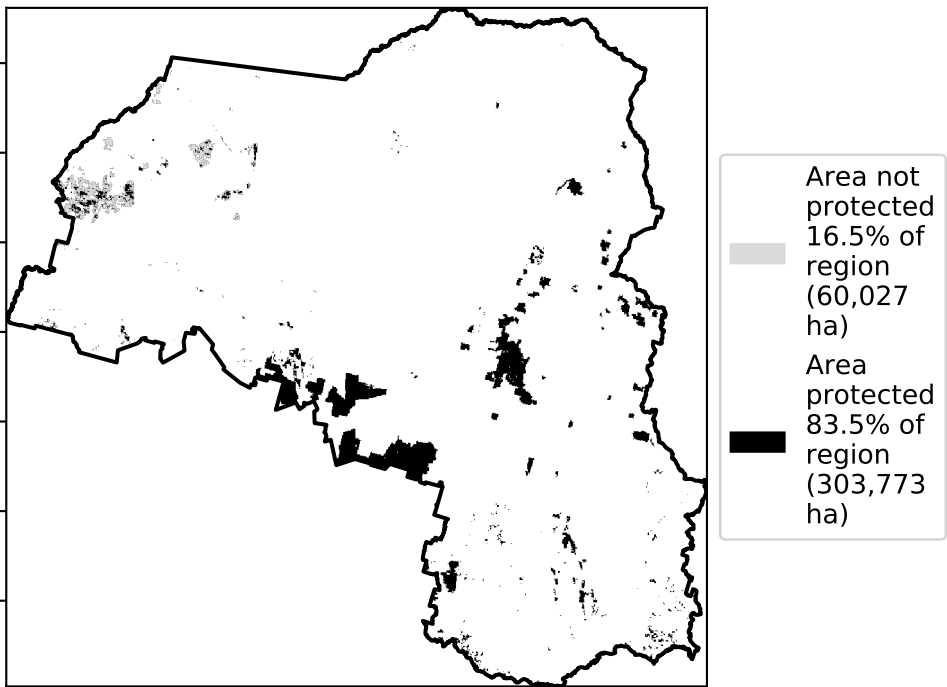 Area not
protected
16.5% of
region
(60,027
ha)
Area
protected
83.5% of
region
(303,773
ha)